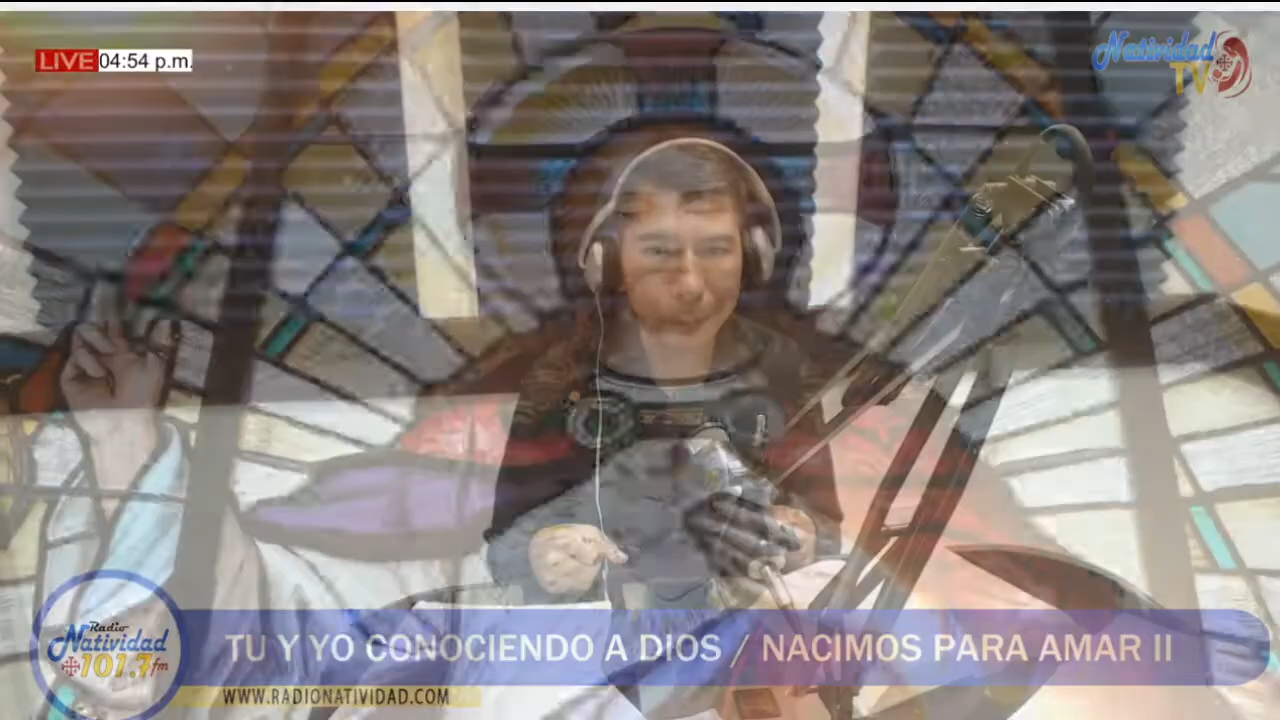 LIVE 04:54 p.m.
Natividad
TV
Radio
Natividad
101.7 fm
TU Y YO CONOCIENDO A DIOS / NACIMOS PARA AMAR II
WWW.RADIONATIVIDAD.COM